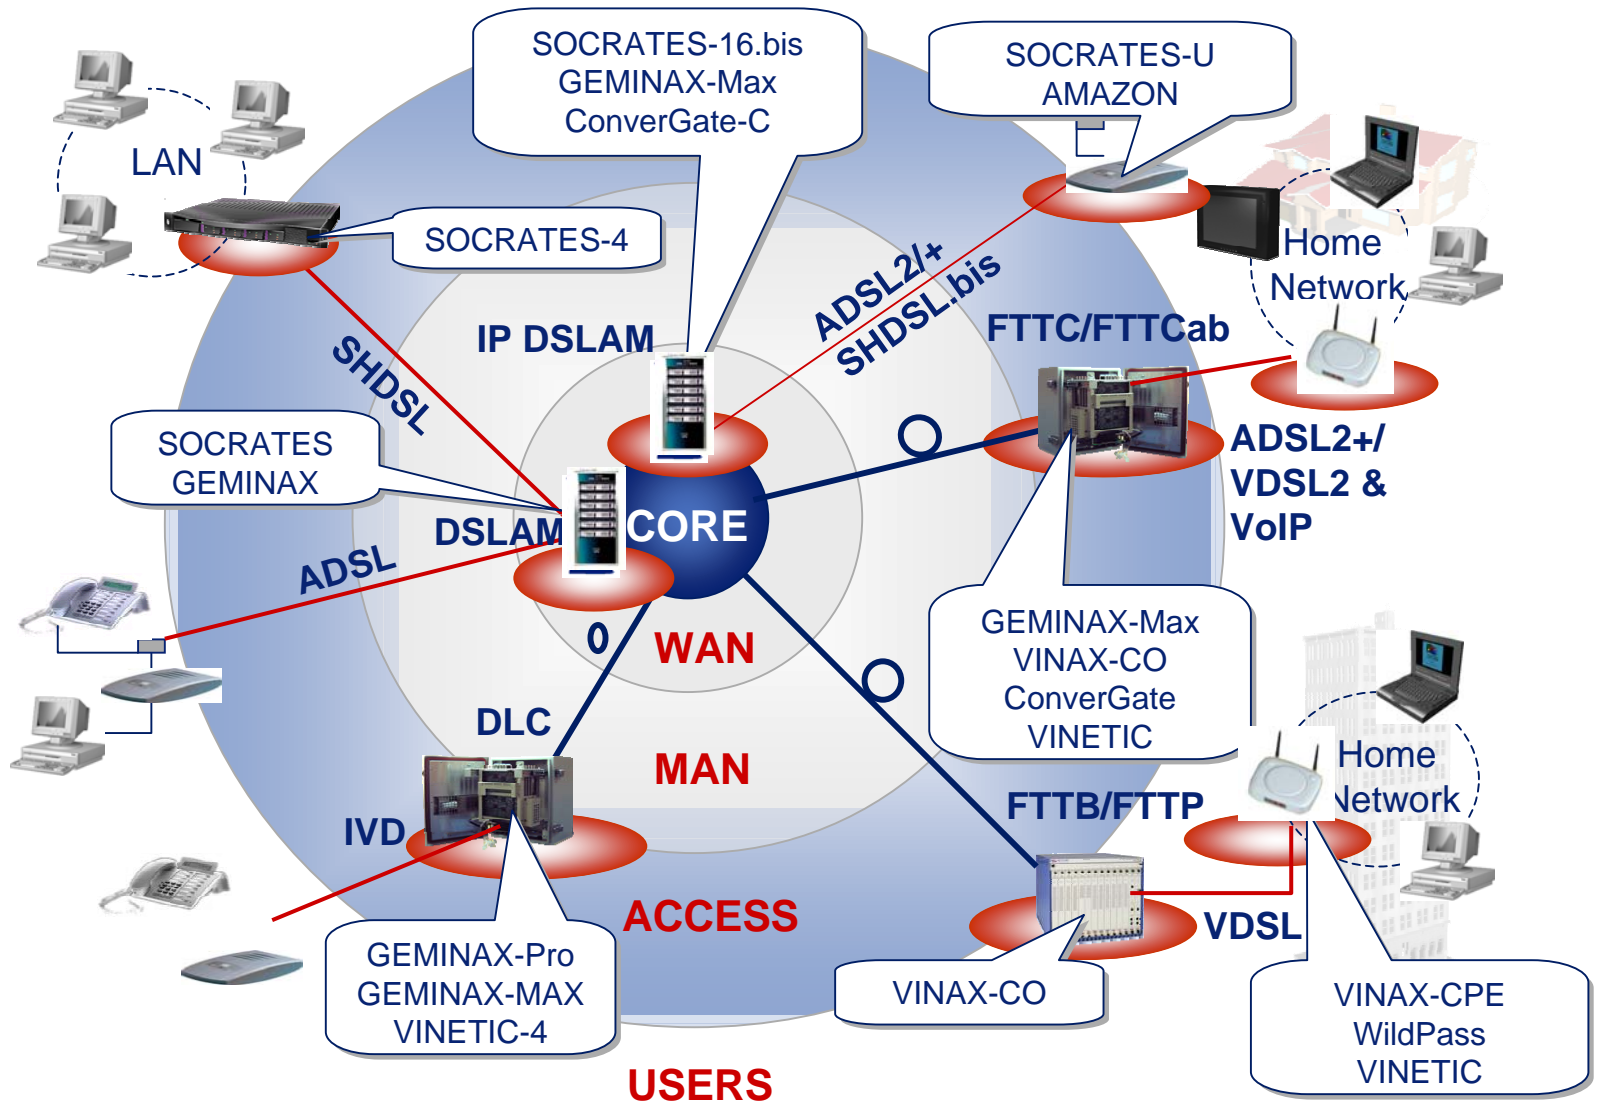 SOCRATES-16.bis
GEMINAX-Max
ConverGate-C
SOCRATES-U
AMAZON
LAN
SOCRATES-4
Home
Network
ADSL2/+
SHDSL.bis
IP DSLAM
FTTC/FTTCab
SHDSL
SOCRATES
GEMINAX
ADSL2+/
VDSL2 &
VoIP
DSLAM
CORE
ADSL
WAN
GEMINAX-Max
VINAX-CO
ConverGate
VINETIC
DLC
MAN
Home
Network
FTTB/FTTP
IVD
ACCESS
VDSL
GEMINAX-Pro
GEMINAX-MAX
VINETIC-4
VINAX-CO
VINAX-CPE
WildPass
VINETIC
USERS